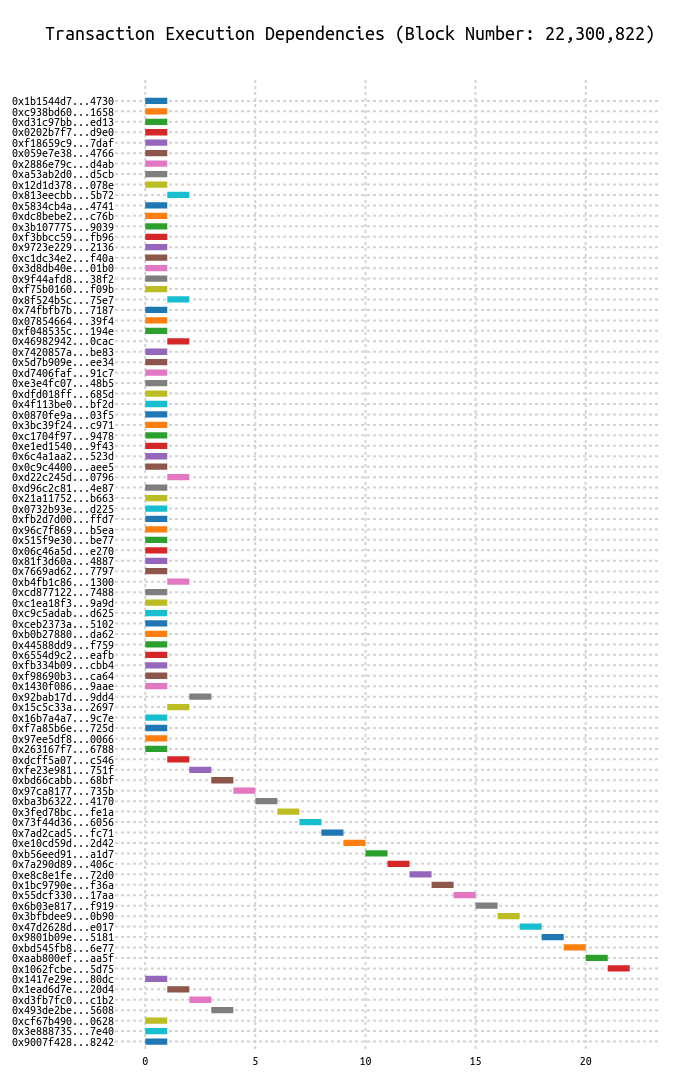 Transaction Execution Dependencies (Block Number: 22,300,822)
0x1b1544d7...4730
0xc938bd60...1658
0xd31c97bb...ed13
0x0202b7f7...d9e0
0xf18659c9...7daf
0x059e7e38...4766
0x2886e79c...d4ab
0xa53ab2d0...d5cb
0x12d1d378...078e
0x813eecbb...5b72
0x5834cb4a...4741
0xdc8bebe2...c76b
0x3b107775...9039
0xf3bbcc59...fb96
0x9723e229...2136
0xc1dc34e2...f40a
0x3d8db40e...01b0
0x9f44afd8...38f2
0xf75b0160...f09b
0x8f524b5c...75e7
0x74fbfb7b...7187
0x07854664...39f4
0xf048535c...194e
0x46982942...0cac
0x7420857a...be83
0x5d7b909e...ee34
0xd7406faf...91c7
0xe3e4fc07...48b5
0xdfd018ff...685d
0x4f113be0...bf2d
0x0870fe9a...03f5
0x3bc39f24...c971
0xc1704f97...9478
0xe1ed1540...9f43
0x6c4a1aa2...523d
0x0c9c4400...aee5
0xd22c245d...0796
0xd96c2c81...4e87
0x21a11752...b663
0x0732b93e...d225
0xfb2d7d00...ffd7
0x96c7f869...b5ea
0x515f9e30...be77
0x06c46a5d...e270
0x81f3d60a...4887
0x7669ad62...7797
0xb4fb1c86...1300
0xcd877122...7488
0xc1ea18f3...9a9d
0xc9c5adab...d625
0xceb2373a...5102
0xb0b27880...da62
0x44588dd9...f759
0x6554d9c2...eafb
0xfb334b09...cbb4
0xf98690b3...ca64
0x1430f086...9aae
0x92bab17d...9dd4
0x15c5c33a...2697
0x16b7a4a7...9c7e
0xf7a85b6e...725d
0x97ee5df8...0066
0x263167f7...6788
0xdcff5a07...c546
0xfe23e981...751f
0xbd66cabb...68bf
0x97ca8177...735b
0xba3b6322...4170
0x3fed78bc...fe1a
0x73f44d36...6056
0x7ad2cad5...fc71
0xe10cd59d...2d42
0xb56eed91...a1d7
0x7a290d89...406c
0xe8c8e1fe...72d0
0x1bc9790e...f36a
0x55dcf330...17aa
0x6b03e817...f919
0x3bfbdee9...0b90
0x47d2628d...e017
0x9801b09e...5181
0xbd545fb8...6e77
0xaab800ef...aa5f
0x1062fcbe...5d75
0x1417e29e...80dc
0x1ead6d7e...20d4
0xd3fb7fc0...c1b2
0x493de2be...5608
0xcf67b490...0628
0x3e888735...7e40
0x9007f428...8242
0 5 10 15 20